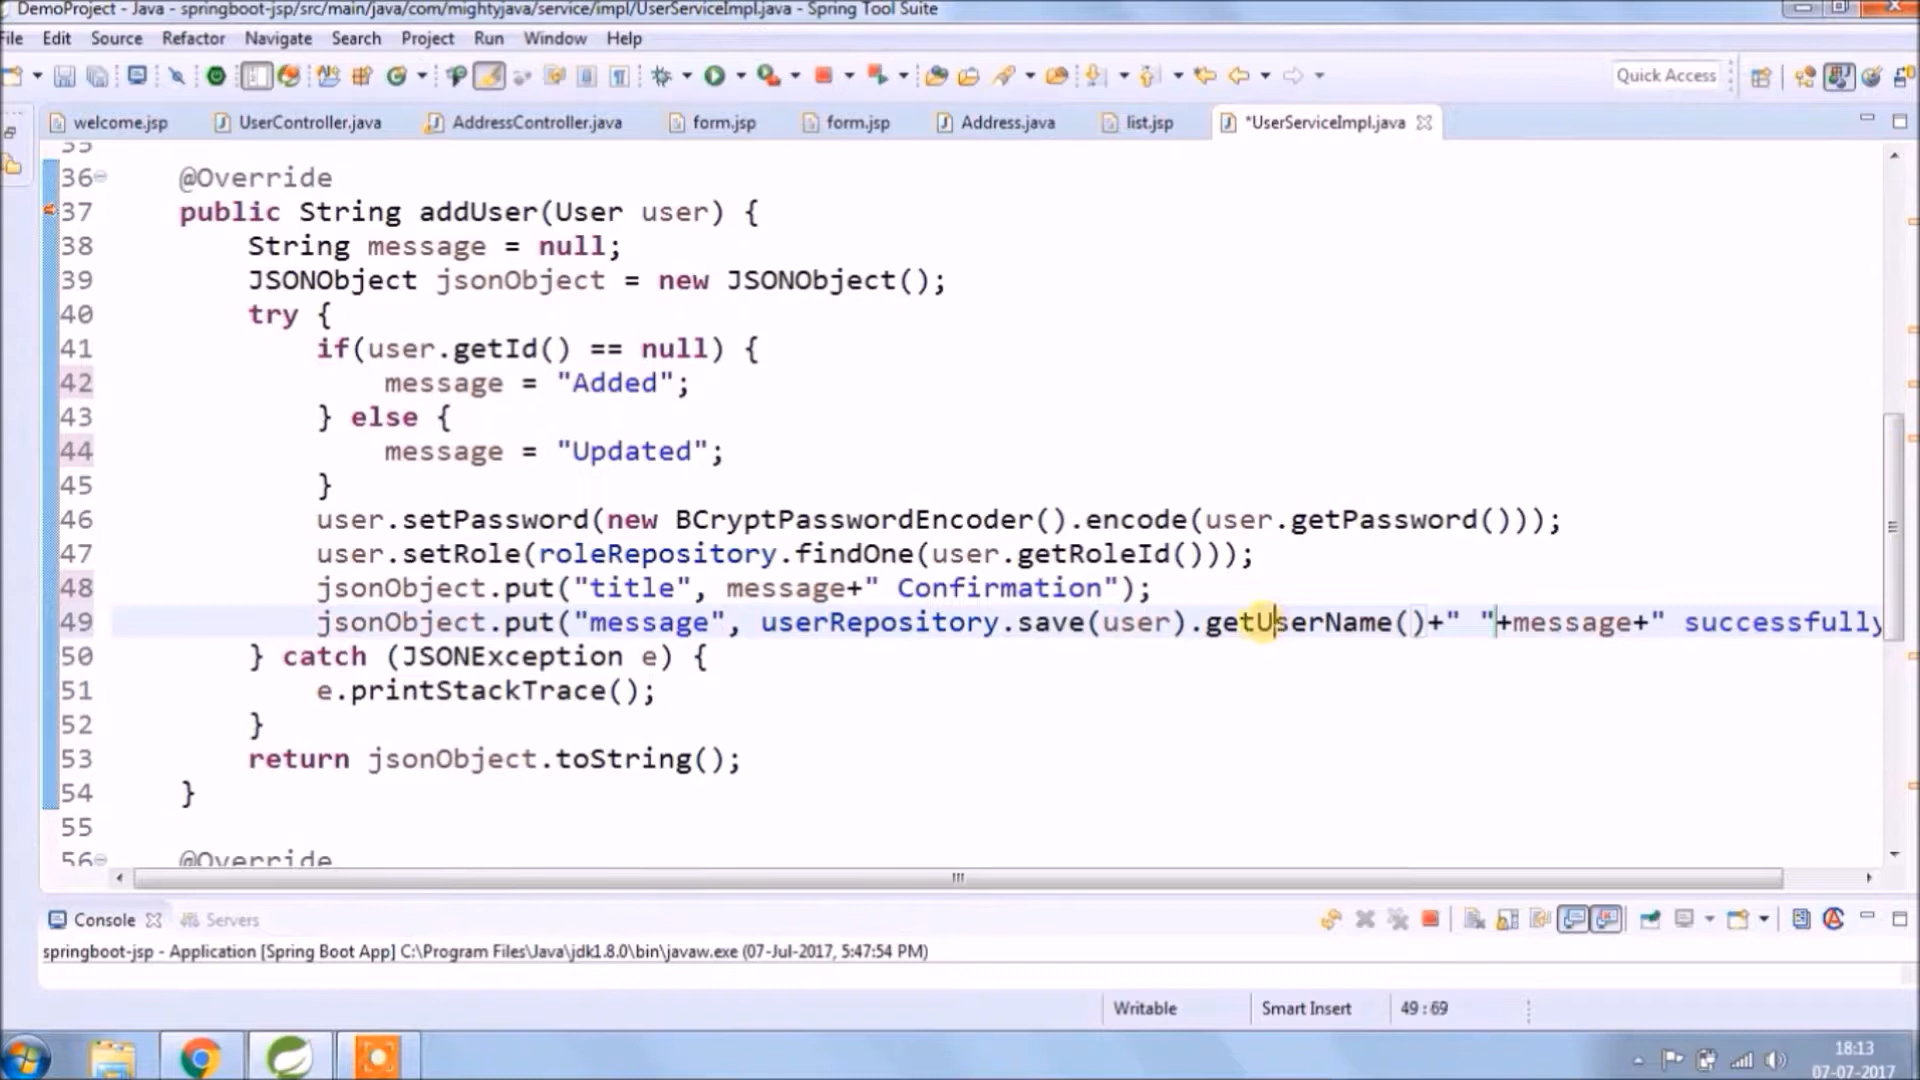 DemoProject - Java - springboot-jsp/src/main/java/com/mightyjava/service/impl/UserServiceImpl.java - Spring Tool Suite
File Edit Source Refactor Navigate Search Project Run Window Help
Quick Access
welcome.jsp UserController.java AddressController.java form.jsp form.jsp Address.java list.jsp *UserServiceImpl.java
35
36 @Override
37 public String addUser(User user) {
38 String message = null;
39 JSONObject jsonObject = new JSONObject();
40 try {
41 if(user.getId() == null) {
42 message = "Added";
43 } else {
44 message = "Updated";
45 }
46 user.setPassword(new BCryptPasswordEncoder().encode(user.getPassword()));
47 user.setRole(roleRepository.findOne(user.getRoleId()));
48 jsonObject.put("title", message+" Confirmation");
49 jsonObject.put("message", userRepository.save(user).getUserName()+" "+message+" successfully
50 } catch (JSONException e) {
51 e.printStackTrace();
52 }
53 return jsonObject.toString();
54 }
55
56 @Override
Console Servers
springboot-jsp - Application [Spring Boot App] C:\Program Files\Java\jdk1.8.0\bin\javaw.exe (07-Jul-2017, 5:47:54 PM)
Writable Smart Insert 49 : 69
18:13
07-07-2017